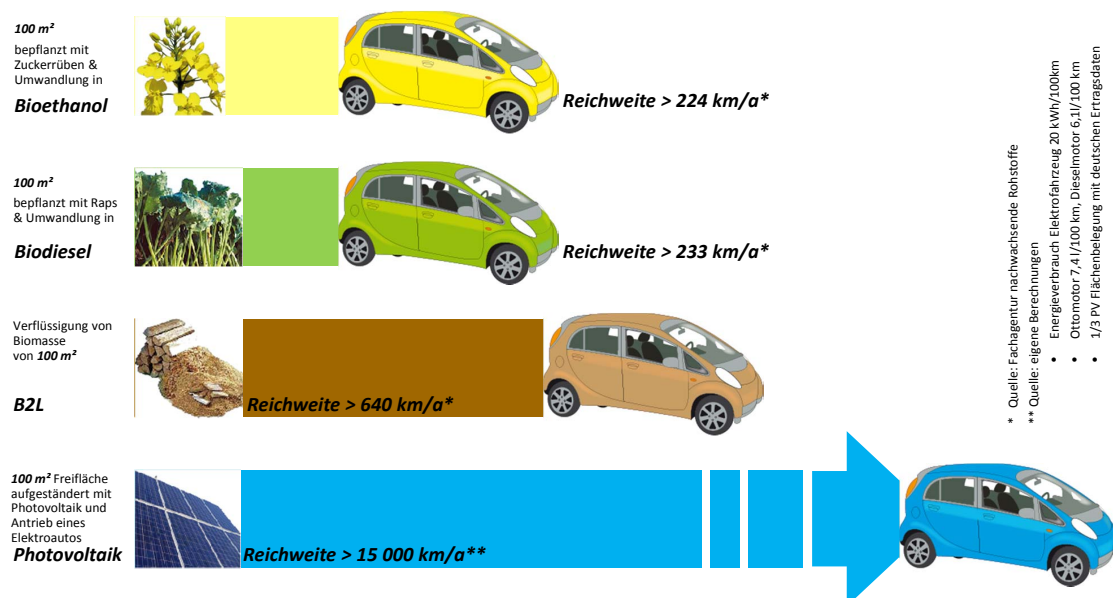 100 m²
bepflanzt mit
Zuckerrüben &
Umwandlung in
Bioethanol
Reichweite > 224 km/a*
100 m²
bepflanzt mit Raps
& Umwandlung in
Biodiesel
Reichweite > 233 km/a*
Verflüssigung von
Biomasse
von 100 m²
B2L
Reichweite > 640 km/a*
100 m² Freifläche
aufgeständert mit
Photovoltaik und
Antrieb eines
Elektroautos
Photovoltaik
Reichweite > 15 000 km/a**
* Quelle: Fachagentur nachwachsende Rohstoffe
** Quelle: eigene Berechnungen
• Energieverbrauch Elektrofahrzeug 20 kWh/100km
• Ottomotor 7,4 l/100 km, Dieselmotor 6,1l/100 km
• 1/3 PV Flächenbelegung mit deutschen Ertragsdaten